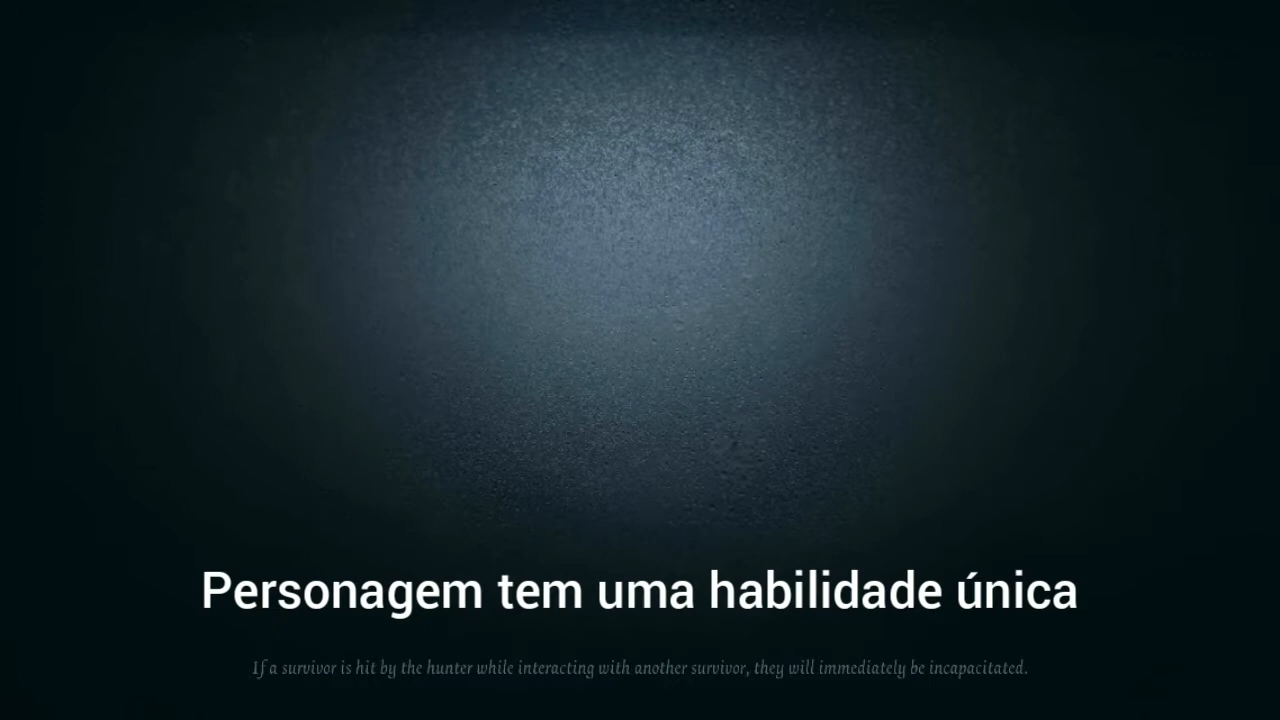 Personagem tem uma habilidade única
If a survivor is hit by the hunter while interacting with another survivor, they will immediately be incapacitated.